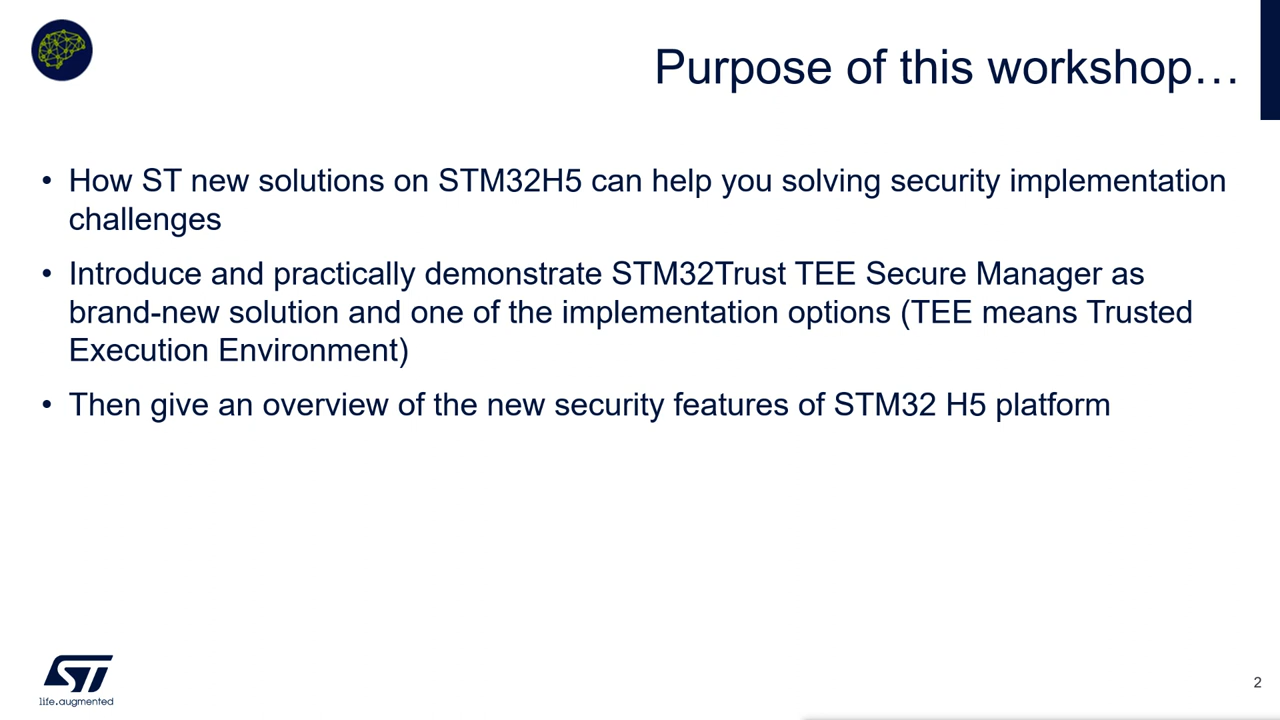 Purpose of this workshop…
• How ST new solutions on STM32H5 can help you solving security implementation
challenges
• Introduce and practically demonstrate STM32Trust TEE Secure Manager as
brand-new solution and one of the implementation options (TEE means Trusted
Execution Environment)
• Then give an overview of the new security features of STM32 H5 platform
ST
life.augmented
2